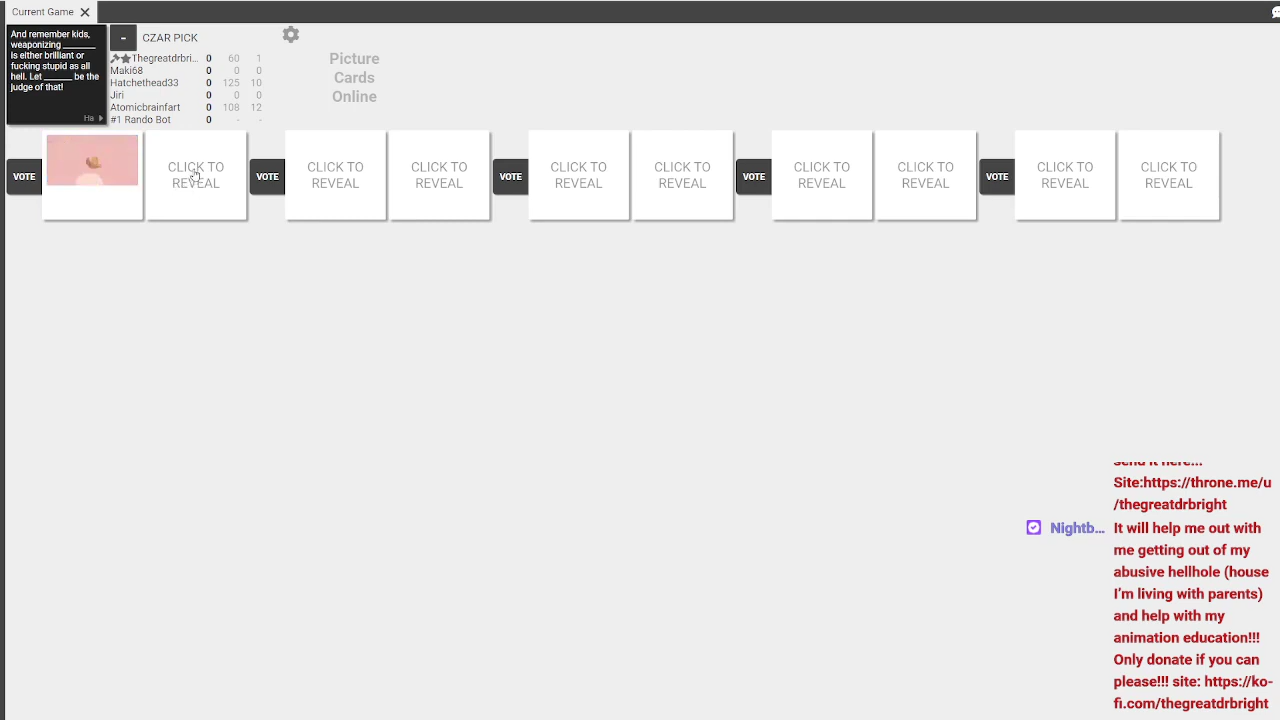 Current Game
And remember kids,
weaponizing ______
is either brilliant or
fucking stupid as all
hell. Let _____ be the
judge of that!
Ha
-
CZAR PICK
Thegreatdrbri... 0 60 1
Maki68 0 0 0
Hatchethead33 0 125 10
Jiri 0 0 0
Atomicbrainfart 0 108 12
#1 Rando Bot 0 - -
Picture
Cards
Online
VOTE
CLICK TO
REVEAL
VOTE
CLICK TO
REVEAL
CLICK TO
REVEAL
VOTE
CLICK TO
REVEAL
CLICK TO
REVEAL
VOTE
CLICK TO
REVEAL
CLICK TO
REVEAL
VOTE
CLICK TO
REVEAL
CLICK TO
REVEAL
send it here...
Site:https://throne.me/u
/thegreatdrbright
Nightb... It will help me out with
me getting out of my
abusive hellhole (house
I'm living with parents)
and help with my
animation education!!!
Only donate if you can
please!!! site: https://ko-
fi.com/thegreatdrbright